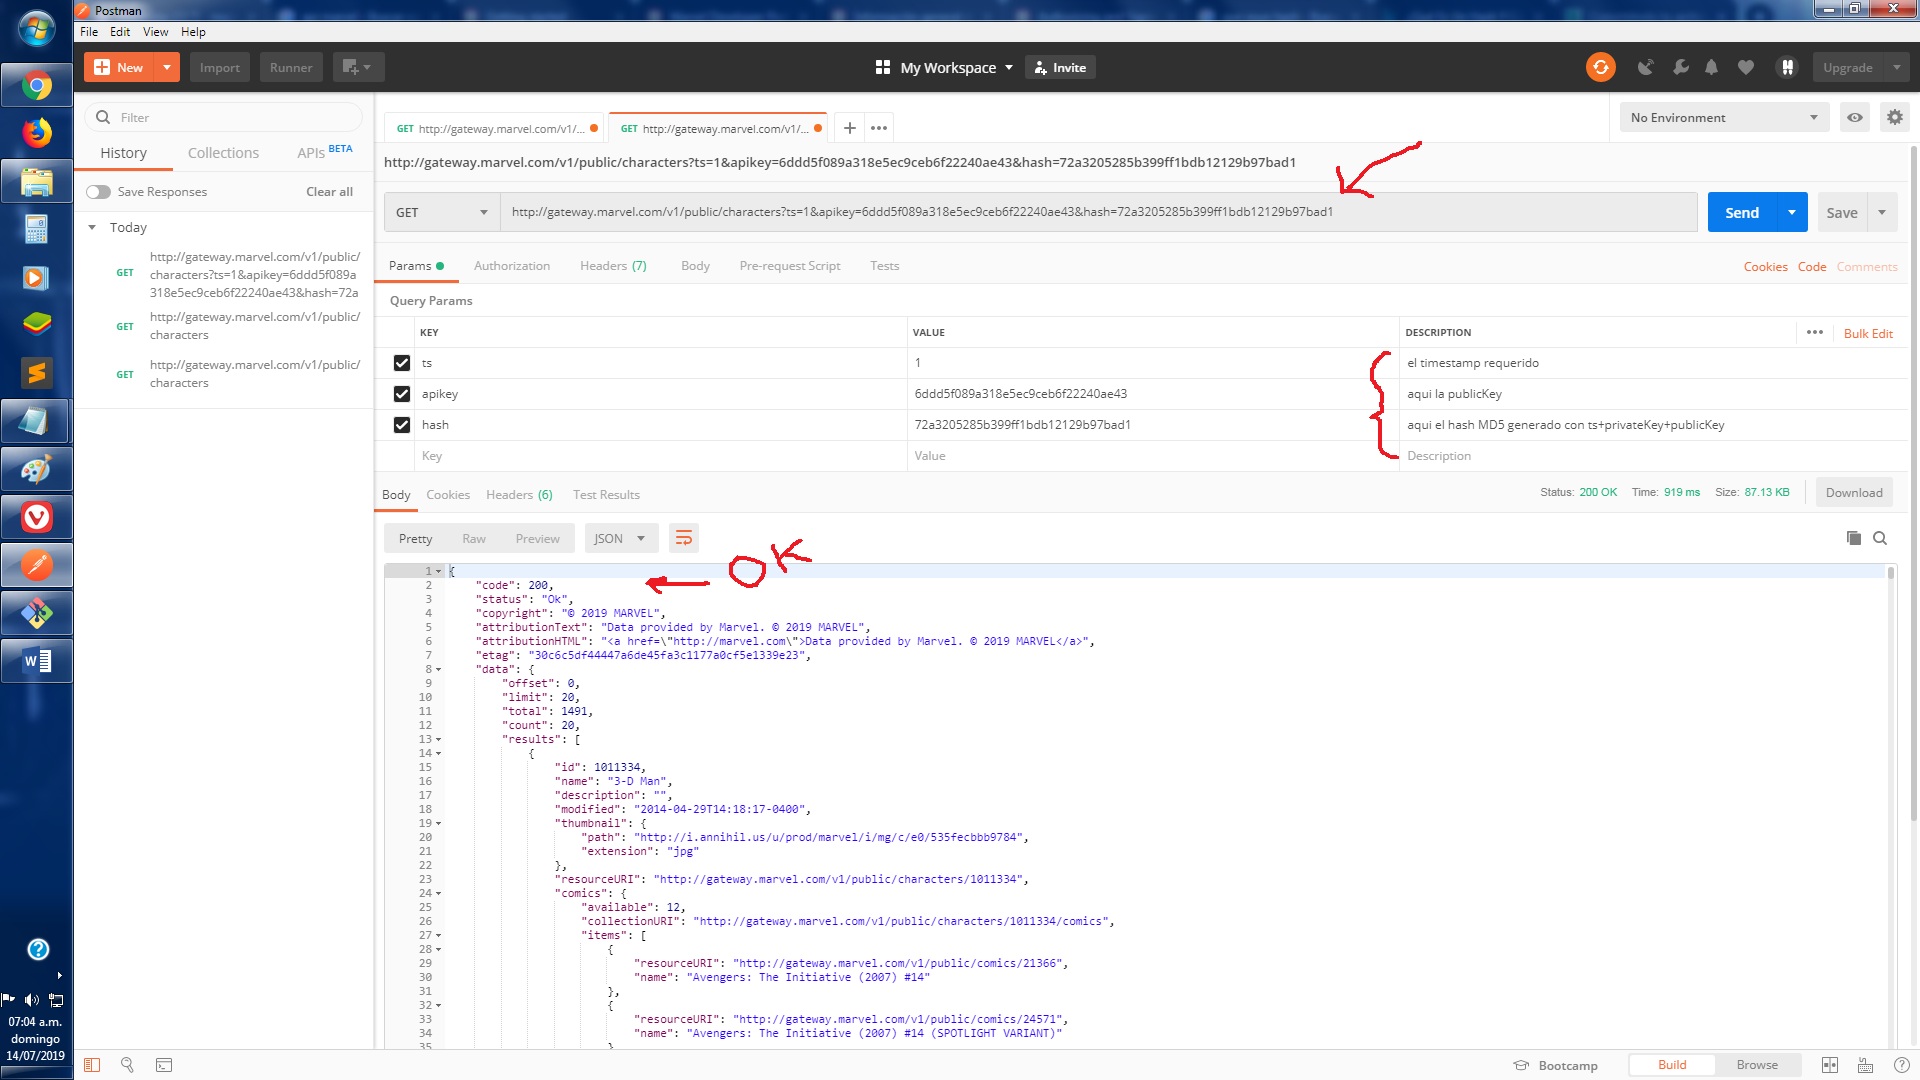 Postman
File Edit View Help
New Import Runner My Workspace Invite Upgrade
Filter
History Collections APIs BETA
Save Responses Clear all
Today
GET http://gateway.marvel.com/v1/public/
characters?ts=1&apikey=6ddd5f089a
318e5ec9ceb6f22240ae43&hash=72a
GET http://gateway.marvel.com/v1/public/
characters
GET http://gateway.marvel.com/v1/public/
characters
GET http://gateway.marvel.com/v1/... GET http://gateway.marvel.com/v1/... No Environment
http://gateway.marvel.com/v1/public/characters?ts=1&apikey=6ddd5f089a318e5ec9ceb6f22240ae43&hash=72a3205285b399ff1bdb12129b97bad1
GET http://gateway.marvel.com/v1/public/characters?ts=1&apikey=6ddd5f089a318e5ec9ceb6f22240ae43&hash=72a3205285b399ff1bdb12129b97bad1 Send Save
Params Authorization Headers (7) Body Pre-request Script Tests Cookies Code Comments
Query Params
KEY VALUE DESCRIPTION Bulk Edit
ts 1 el timestamp requerido
apikey 6ddd5f089a318e5ec9ceb6f22240ae43 aqui la publicKey
hash 72a3205285b399ff1bdb12129b97bad1 aqui el hash MD5 generado con ts+privateKey+publicKey
Key Value Description
Body Cookies Headers (6) Test Results Status: 200 OK Time: 919 ms Size: 87.13 KB Download
Pretty Raw Preview JSON
OK
1 {
2 "code": 200,
3 "status": "Ok",
4 "copyright": "© 2019 MARVEL",
5 "attributionText": "Data provided by Marvel. © 2019 MARVEL",
6 "attributionHTML": "<a href=\"http://marvel.com\">Data provided by Marvel. © 2019 MARVEL</a>",
7 "etag": "30c6c5df44447a6de45fa3c1177a0cf5e1339e23",
8 "data": {
9 "offset": 0,
10 "limit": 20,
11 "total": 1491,
12 "count": 20,
13 "results": [
14 {
15 "id": 1011334,
16 "name": "3-D Man",
17 "description": "",
18 "modified": "2014-04-29T14:18:17-0400",
19 "thumbnail": {
20 "path": "http://i.annihil.us/u/prod/marvel/i/mg/c/e0/535fecbbb9784",
21 "extension": "jpg"
22 },
23 "resourceURI": "http://gateway.marvel.com/v1/public/characters/1011334",
24 "comics": {
25 "available": 12,
26 "collectionURI": "http://gateway.marvel.com/v1/public/characters/1011334/comics",
27 "items": [
28 {
29 "resourceURI": "http://gateway.marvel.com/v1/public/comics/21366",
30 "name": "Avengers: The Initiative (2007) #14"
31 },
32 {
33 "resourceURI": "http://gateway.marvel.com/v1/public/comics/24571",
34 "name": "Avengers: The Initiative (2007) #14 (SPOTLIGHT VARIANT)"
35 }
07:04 a.m.
domingo
14/07/2019
Bootcamp Build Browse